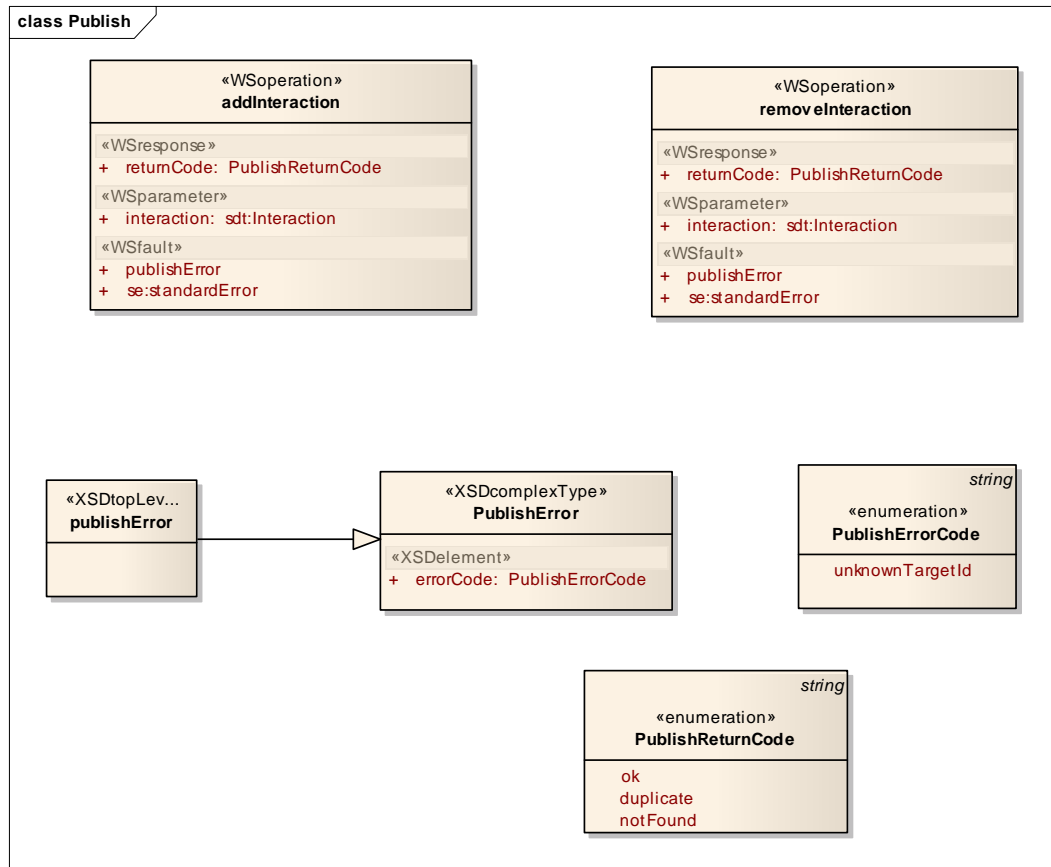 class Publish
«WSoperation»
addInteraction
«WSresponse»
+ returnCode: PublishReturnCode
«WSparameter»
+ interaction: sdt:Interaction
«WSfault»
+ publishError
+ se:standardError
«WSoperation»
removeInteraction
«WSresponse»
+ returnCode: PublishReturnCode
«WSparameter»
+ interaction: sdt:Interaction
«WSfault»
+ publishError
+ se:standardError
«XSDtopLev...
publishError
«XSDcomplexType»
PublishError
«XSDelement»
+ errorCode: PublishErrorCode
string
«enumeration»
PublishErrorCode
unknownTargetId
string
«enumeration»
PublishReturnCode
ok
duplicate
notFound